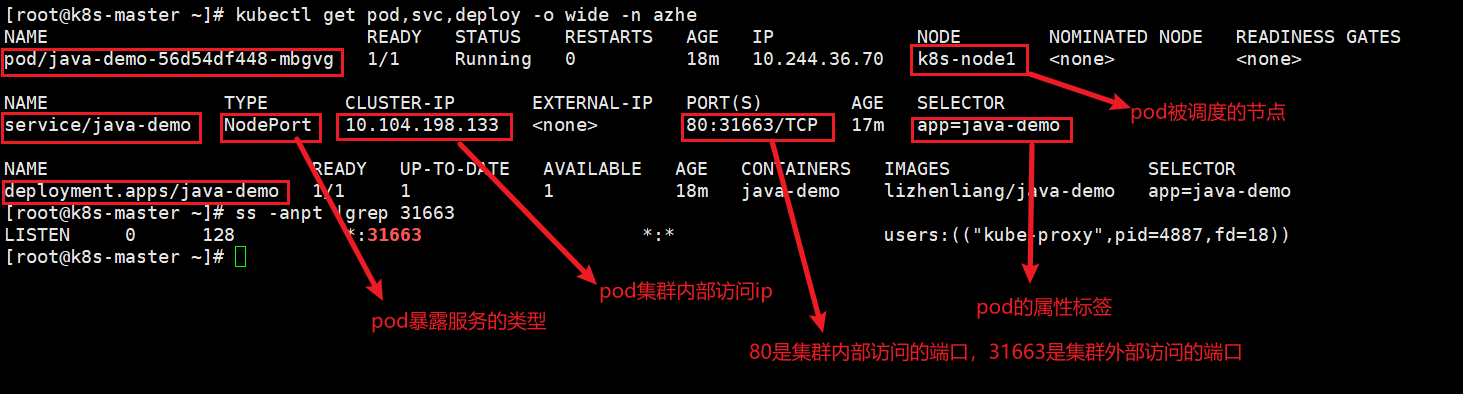 [root@k8s-master ~]# kubectl get pod,svc,deploy -o wide -n azhe
NAME READY STATUS RESTARTS AGE IP NODE NOMINATED NODE READINESS GATES
pod/java-demo-56d54df448-mbgvg 1/1 Running 0 18m 10.244.36.70 k8s-node1 <none> <none>
NAME TYPE CLUSTER-IP EXTERNAL-IP PORT(S) AGE SELECTOR
pod被调度的节点
service/java-demo NodePort 10.104.198.133 <none> 80:31663/TCP 17m app=java-demo
NAME READY UP-TO-DATE AVAILABLE AGE CONTAINERS IMAGES SELECTOR
deployment.apps/java-demo 1/1 1 1 18m java-demo lizhenliang/java-demo app=java-demo
[root@k8s-master ~]# ss -anpt |grep 31663
LISTEN 0 128 *:31663 *:* users:(("kube-proxy",pid=4887,fd=18))
[root@k8s-master ~]#
pod集群内部访问ip
pod的属性标签
pod暴露服务的类型
80是集群内部访问的端口，31663是集群外部访问的端口